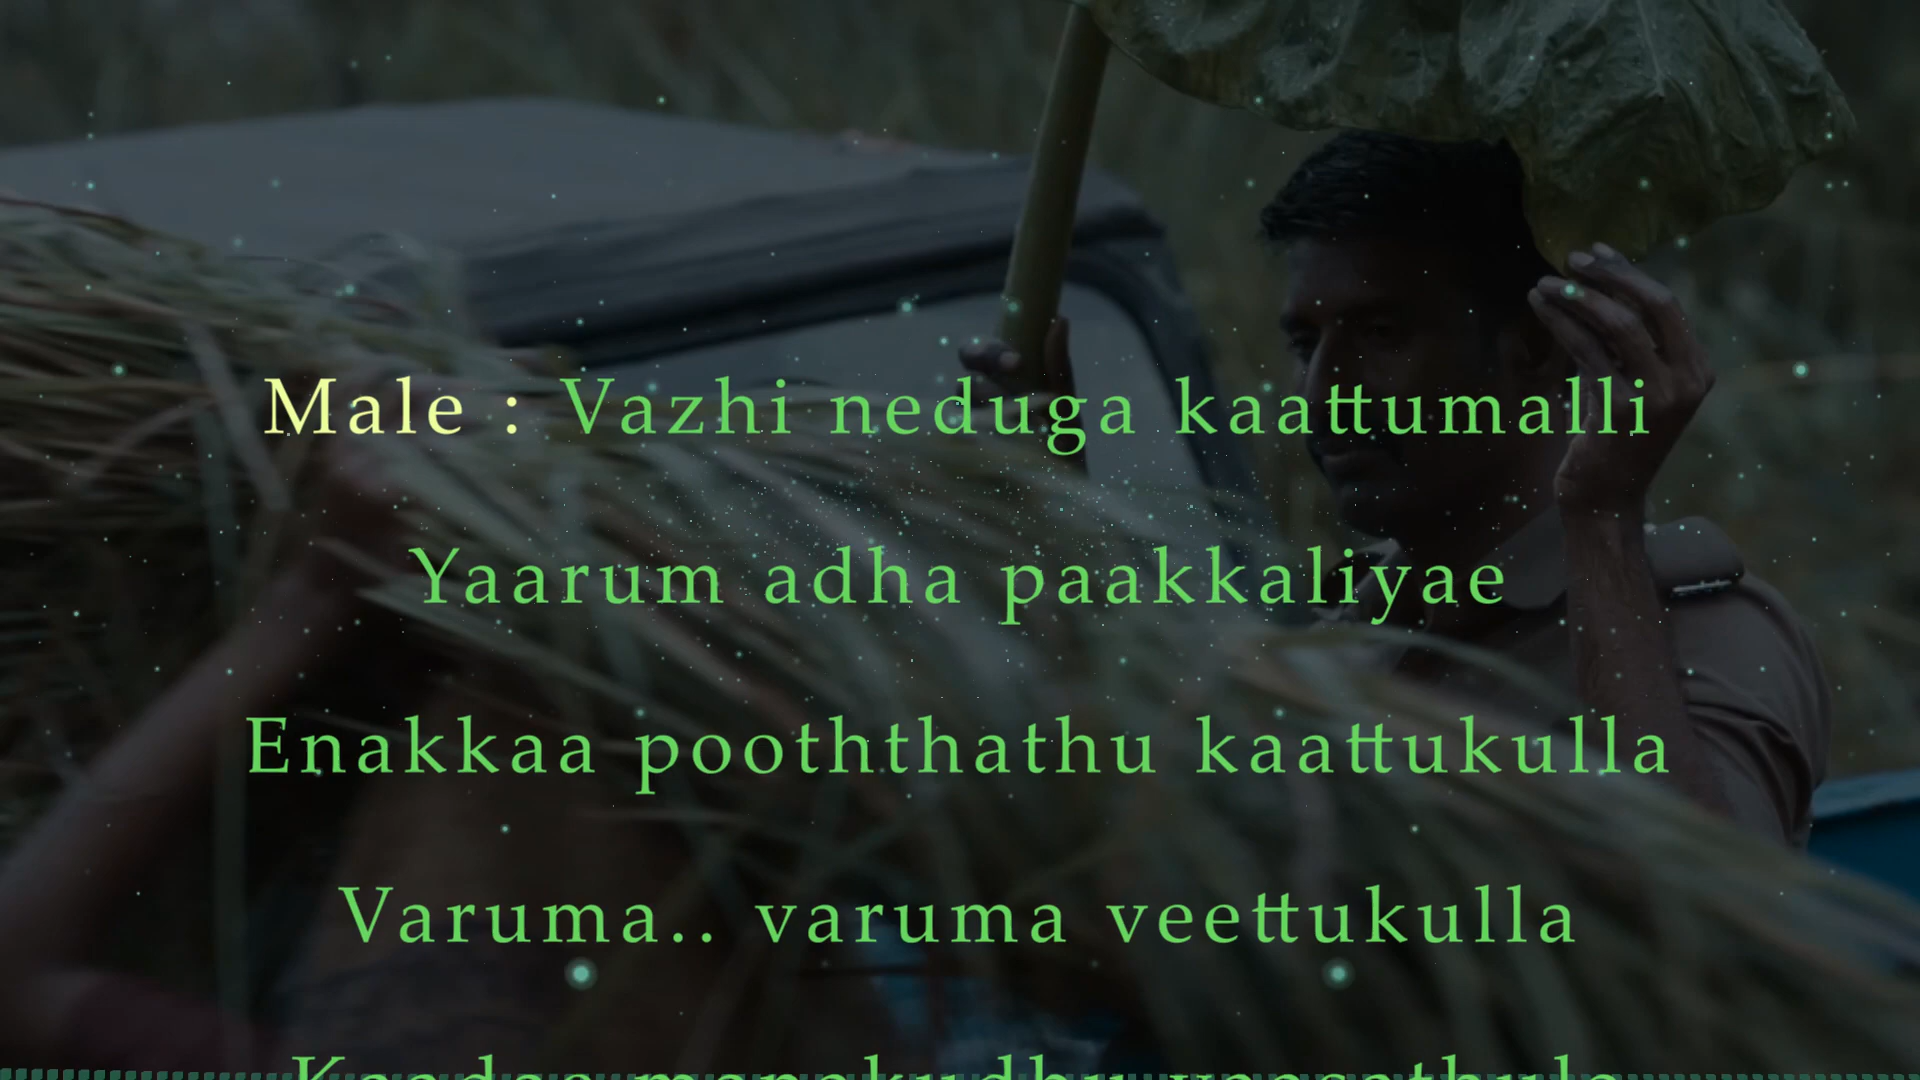 Male : Vazhi neduga kaattumalli
Yaarum adha paakkaliyae
Enakkaa pooththathu kaattukulla
Varuma.. varuma veettukulla